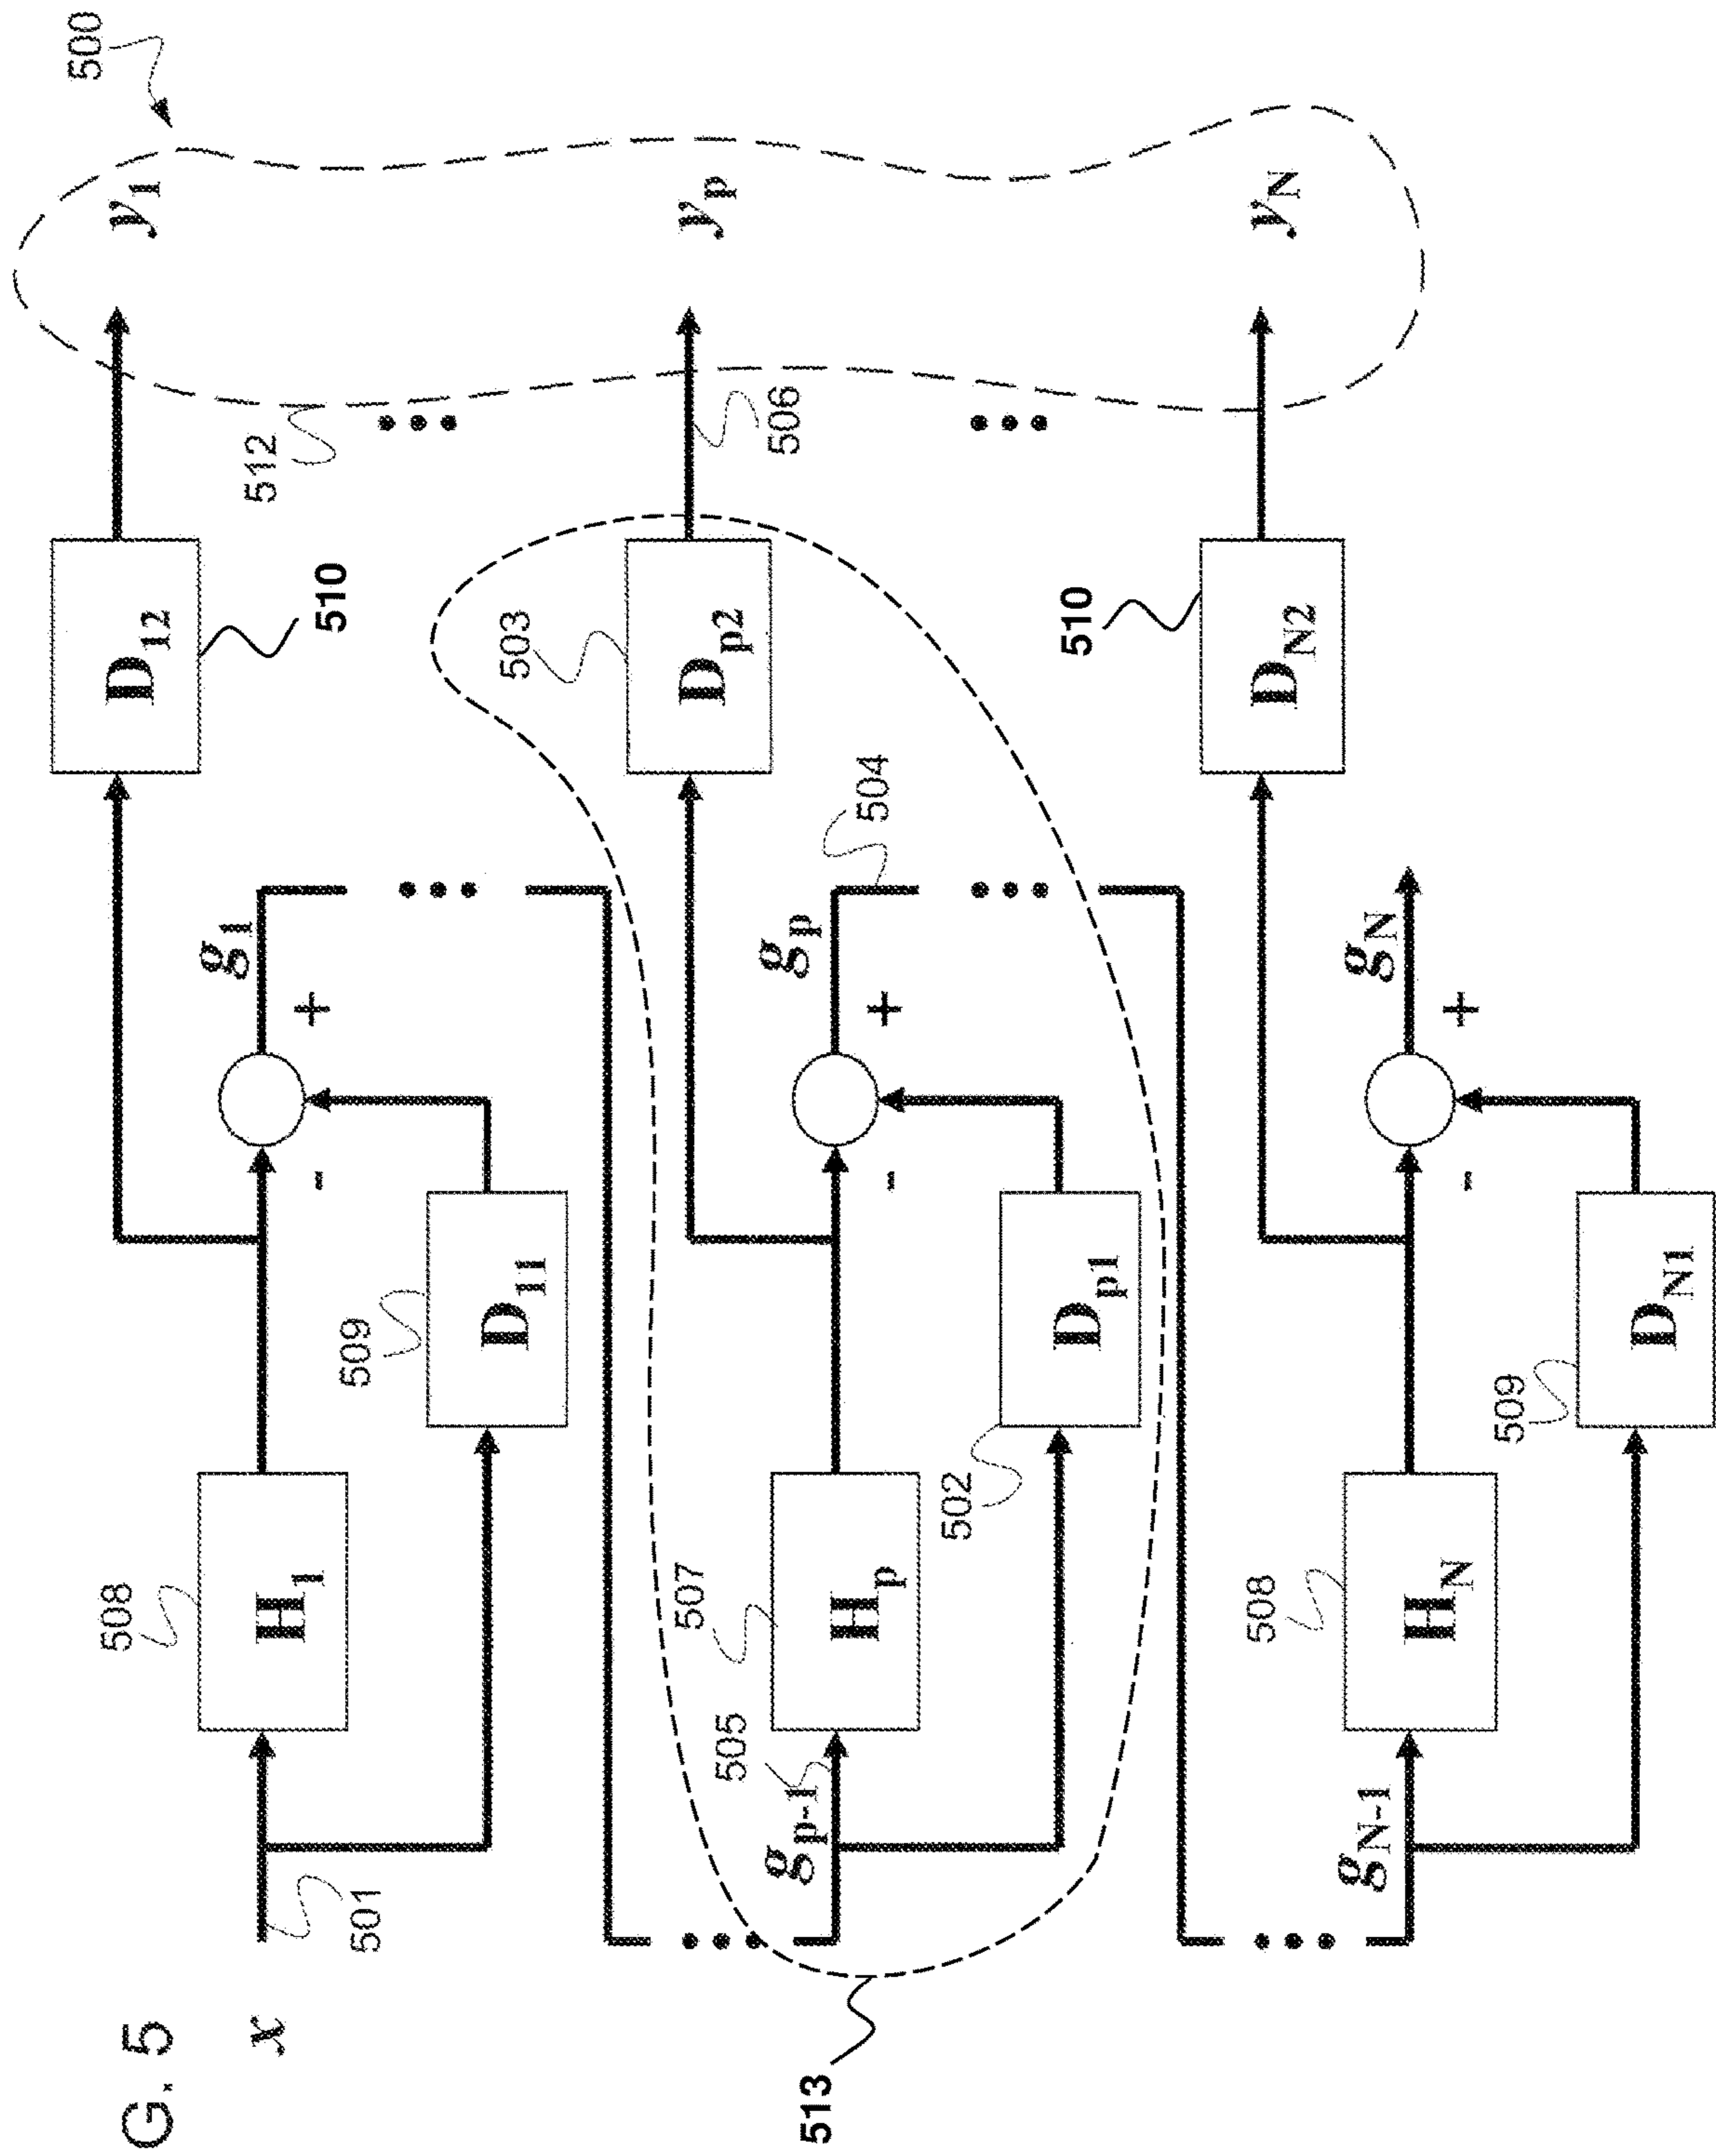 G. 5
500
x
501
508
H1
509
D11
-
+
g1
D12
510
512
y1
...
...
513
gp-1
505
507
Hp
502
Dp1
-
+
gp
504
503
Dp2
506
yp
...
...
...
...
gN-1
508
HN
509
DN1
-
+
gN
DN2
510
yN